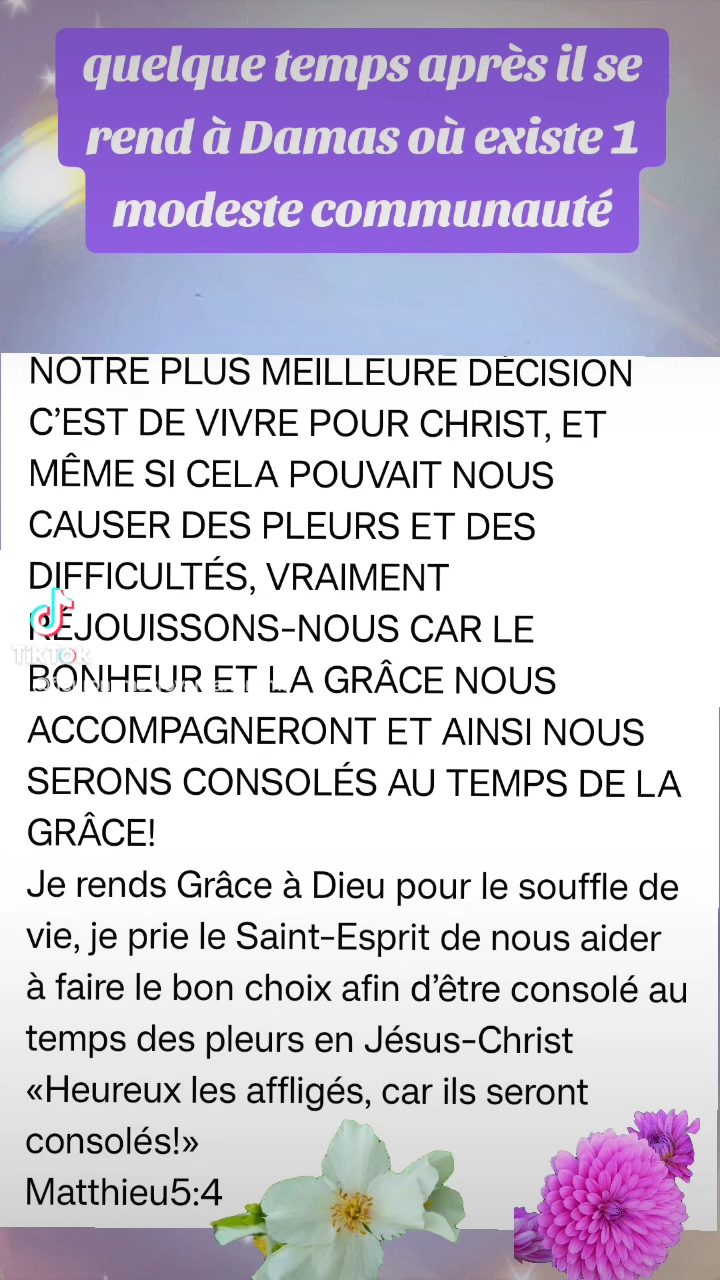 quelque temps après il se
rend à Damas où existe 1
modeste communauté
NOTRE PLUS MEILLEURE DÉCISION
C’EST DE VIVRE POUR CHRIST, ET
MÊME SI CELA POUVAIT NOUS
CAUSER DES PLEURS ET DES
DIFFICULTÉS, VRAIMENT
RÉJOUISSONS-NOUS CAR LE
TikTok
BONHEUR ET LA GRÂCE NOUS
ACCOMPAGNERONT ET AINSI NOUS
SERONS CONSOLÉS AU TEMPS DE LA
GRÂCE!
Je rends Grâce à Dieu pour le souffle de
vie, je prie le Saint-Esprit de nous aider
à faire le bon choix afin d’être consolé au
temps des pleurs en Jésus-Christ
«Heureux les affligés, car ils seront
consolés!»
Matthieu5:4